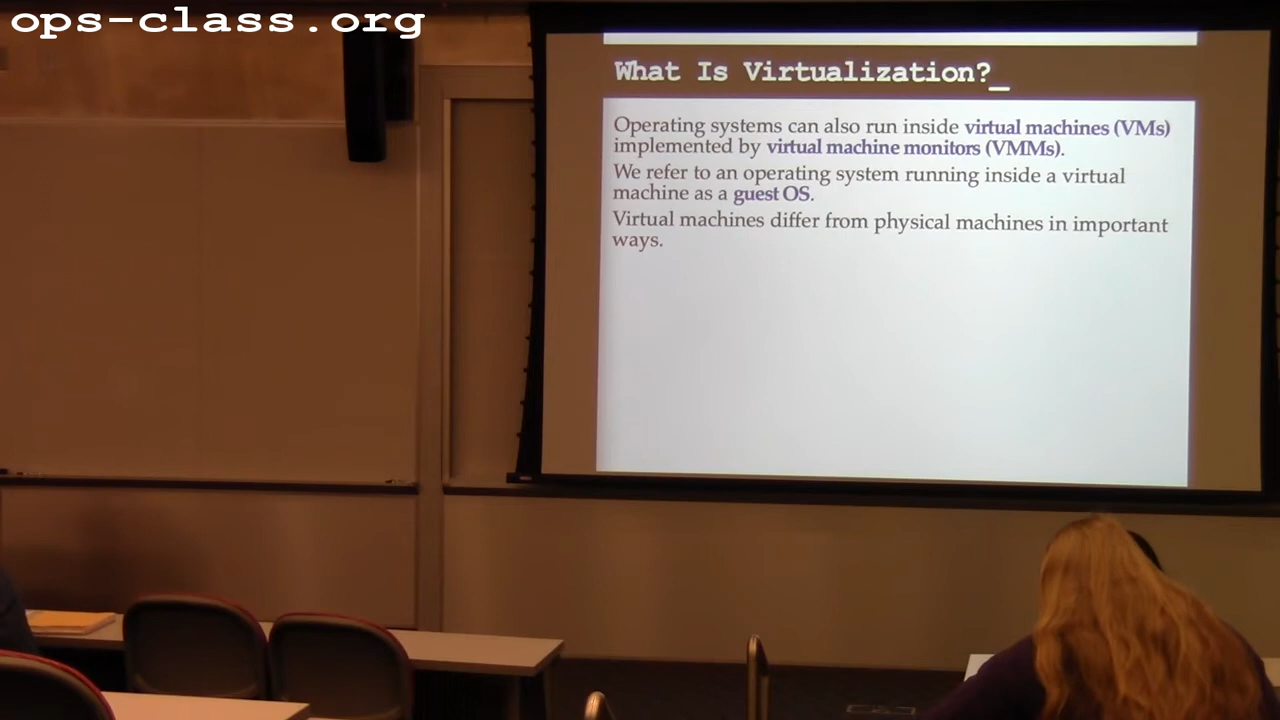 ops-class.org
What Is Virtualization?_
Operating systems can also run inside virtual machines (VMs)
implemented by virtual machine monitors (VMMs).
We refer to an operating system running inside a virtual
machine as a guest OS.
Virtual machines differ from physical machines in important
ways.